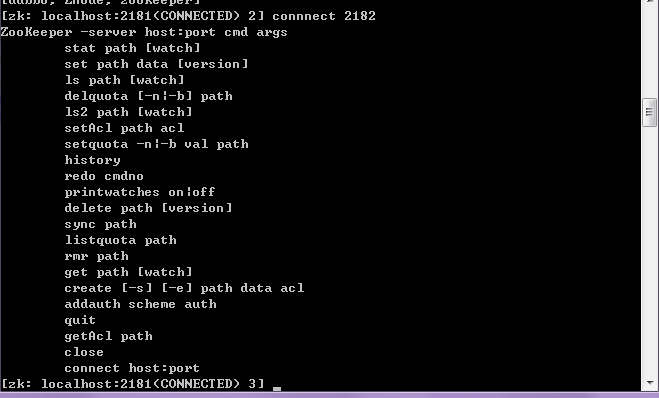 [dubbo, Znode, zookeeper]
[zk: localhost:2181(CONNECTED) 2] connnect 2182
ZooKeeper -server host:port cmd args
stat path [watch]
set path data [version]
ls path [watch]
delquota [-n|-b] path
ls2 path [watch]
setAcl path acl
setquota -n|-b val path
history
redo cmdno
printwatches on|off
delete path [version]
sync path
listquota path
rmr path
get path [watch]
create [-s] [-e] path data acl
addauth scheme auth
quit
getAcl path
close
connect host:port
[zk: localhost:2181(CONNECTED) 3]